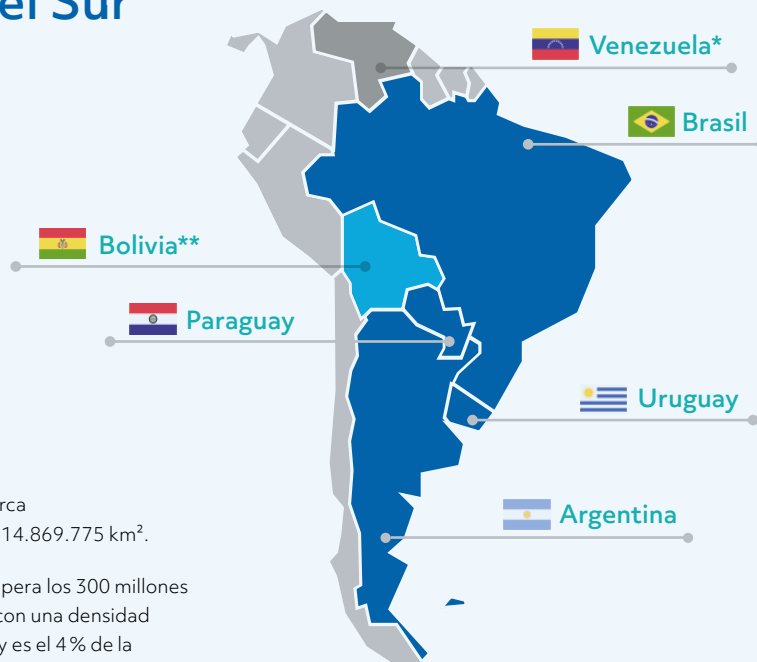 el Sur
Venezuela*
Brasil
Bolivia**
Paraguay
Uruguay
Argentina
rca
14.869.775 km².
pera los 300 millones
con una densidad
y es el 4% de la